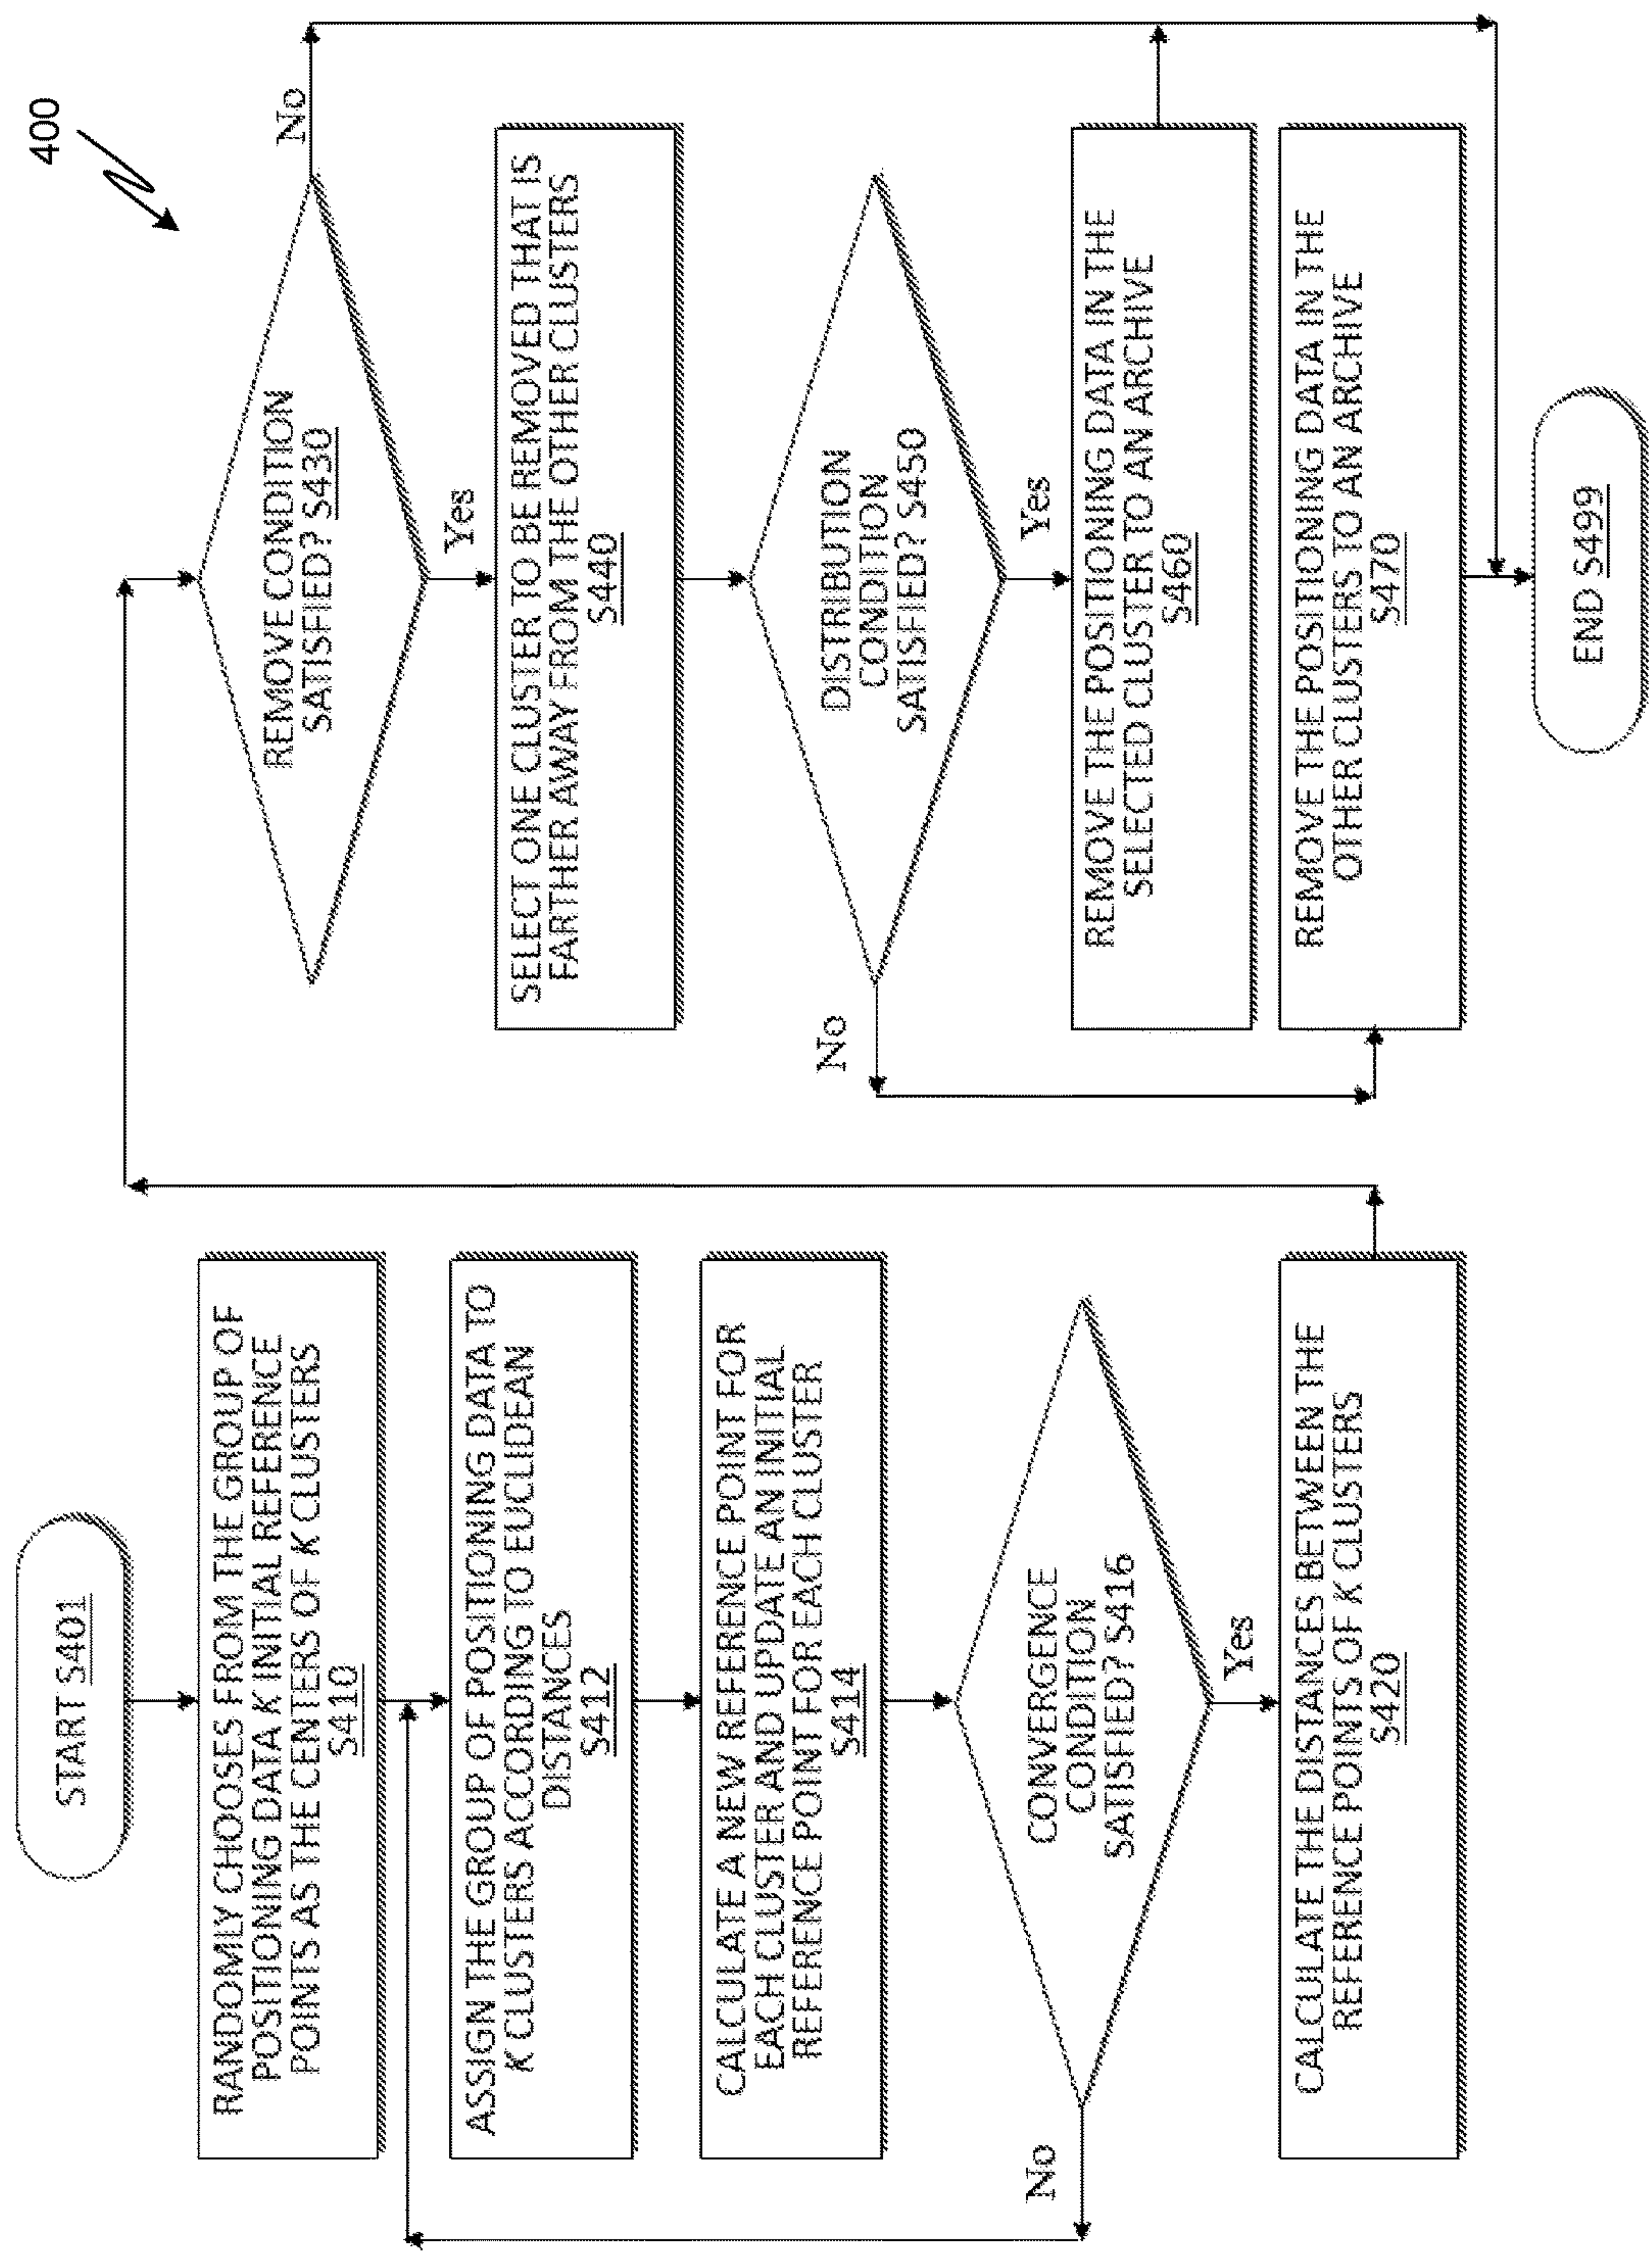 400
START S401
RANDOMLY CHOOSES FROM THE GROUP OF
POSITIONING DATA K INITIAL REFERENCE
POINTS AS THE CENTERS OF K CLUSTERS
S410
ASSIGN THE GROUP OF POSITIONING DATA TO
K CLUSTERS ACCORDING TO EUCLIDEAN
DISTANCES
S412
CALCULATE A NEW REFERENCE POINT FOR
EACH CLUSTER AND UPDATE AN INITIAL
REFERENCE POINT FOR EACH CLUSTER
S414
CONVERGENCE
CONDITION
SATISFIED? S416
No
Yes
CALCULATE THE DISTANCES BETWEEN THE
REFERENCE POINTS OF K CLUSTERS
S420
REMOVE CONDITION
SATISFIED? S430
No
Yes
SELECT ONE CLUSTER TO BE REMOVED THAT IS
FARTHER AWAY FROM THE OTHER CLUSTERS
S440
DISTRIBUTION
CONDITION
SATISFIED? S450
No
Yes
REMOVE THE POSITIONING DATA IN THE
SELECTED CLUSTER TO AN ARCHIVE
S460
REMOVE THE POSITIONING DATA IN THE
OTHER CLUSTERS TO AN ARCHIVE
S470
END S499